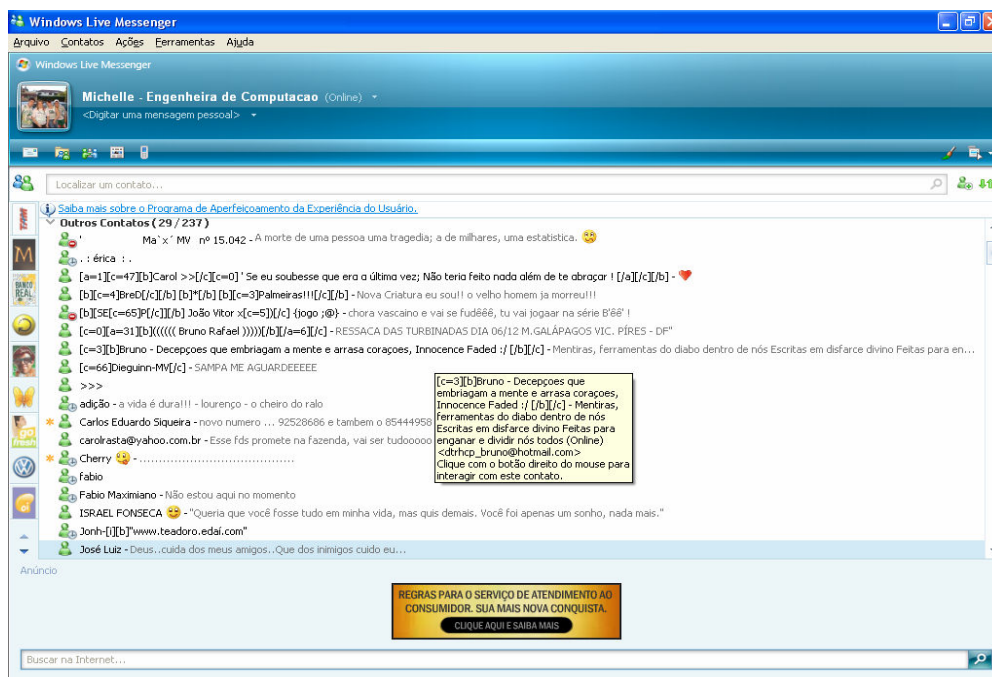 Windows Live Messenger
Arquivo Contatos Ações Ferramentas Ajuda
Windows Live Messenger
Michelle - Engenheira de Computacao (Online)
<Digitar uma mensagem pessoal>
Localizar um contato...
Saiba mais sobre o Programa de Aperfeiçoamento da Experiência do Usuário.
Outros Contatos (29/237)
' Ma`x´ MV nº 15.042 - A morte de uma pessoa uma tragedia; a de milhares, uma estatistica.
. : érica : .
[a=1][c=47][b]Carol >>[/c][c=0] ' Se eu soubesse que era a última vez; Não teria feito nada além de te abraçar ! [/a][/c][/b] -
[b][c=4]BreD[/c][/b] [b]*[/b] [b][c=3]Palmeiras!!![/c][/b] - Nova Criatura eu sou!! o velho homem ja morreu!!!
[b][SE[c=65]P[/c]][/b] João Vitor x[c=5])[/c] {jogo ;@} - chora vascaino e vai se fudêêê, tu vai jogaar na série B'êê' !
[c=0][a=31][b](((((( Bruno Rafael )))))[/b][/a=6][/c] - RESSACA DAS TURBINADAS DIA 06/12 M.GALÁPAGOS VIC. PÍRES - DF"
[c=3][b]Bruno - Decepçoes que embriagam a mente e arrasa coraçoes, Innocence Faded :/ [/b][/c] - Mentiras, ferramentas do diabo dentro de nós Escritas em disfarce divino Feitas para en...
[c=66]Dieguinn-MV[/c] - SAMPA ME AGUARDEEEEE
>>>
adição - a vida é dura!!! - lourenço - o cheiro do ralo
Carlos Eduardo Siqueira - novo numero ... 92528686 e tambem o 85444958
carolrasta@yahoo.com.br - Esse fds promete na fazenda, vai ser tudooooo
Cherry - ......................................
fabio
Fabio Maximiano - Não estou aqui no momento
ISRAEL FONSECA - "Queria que você fosse tudo em minha vida, mas quis demais. Você foi apenas um sonho, nada mais."
Jonh-[i][b]"www.teadoro.edaí.com"
José Luiz - Deus..cuida dos meus amigos..Que dos inimigos cuido eu...
[c=3][b]Bruno - Decepçoes que
embriagam a mente e arrasa coraçoes,
Innocence Faded :/ [/b][/c] - Mentiras,
ferramentas do diabo dentro de nós
Escritas em disfarce divino Feitas para
enganar e dividir nós todos (Online)
<dtrhcp_bruno@hotmail.com>
Clique com o botão direito do mouse para
interagir com este contato.
TAM
M
BANCO
REAL
go
fresh
Anúncio
REGRAS PARA O SERVIÇO DE ATENDIMENTO AO
CONSUMIDOR. SUA MAIS NOVA CONQUISTA.
CLIQUE AQUI E SAIBA MAIS
Buscar na Internet...